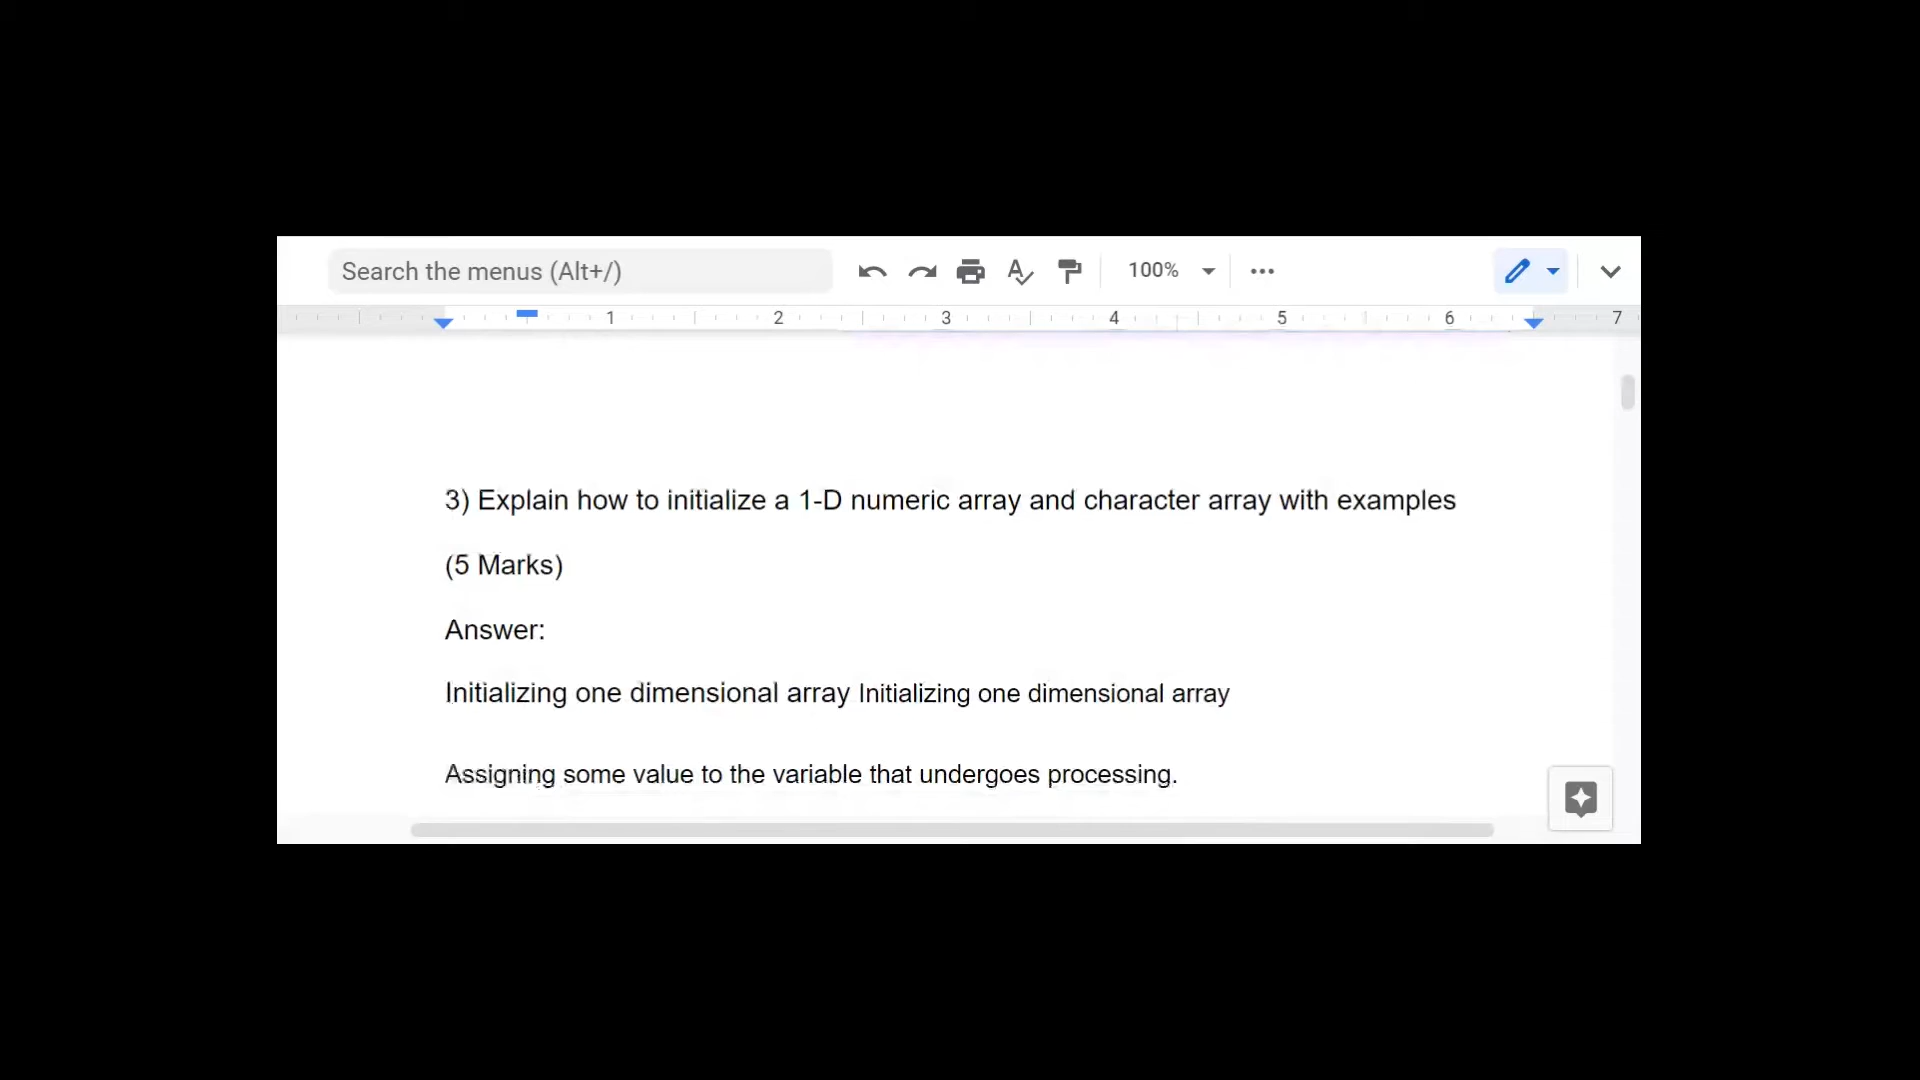 Search the menus (Alt+/)
100%
1 2 3 4 5 6 7
3) Explain how to initialize a 1-D numeric array and character array with examples
(5 Marks)
Answer:
Initializing one dimensional array Initializing one dimensional array
Assigning some value to the variable that undergoes processing.